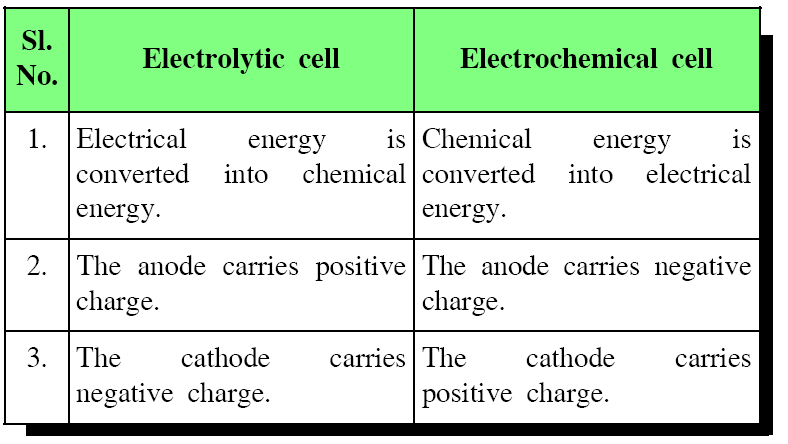 Sl.
No.
Electrolytic cell
Electrochemical cell
1.
Electrical energy is
converted into chemical
energy.
Chemical energy is
converted into electrical
energy.
2.
The anode carries positive
charge.
The anode carries negative
charge.
3.
The cathode carries
negative charge.
The cathode carries
positive charge.